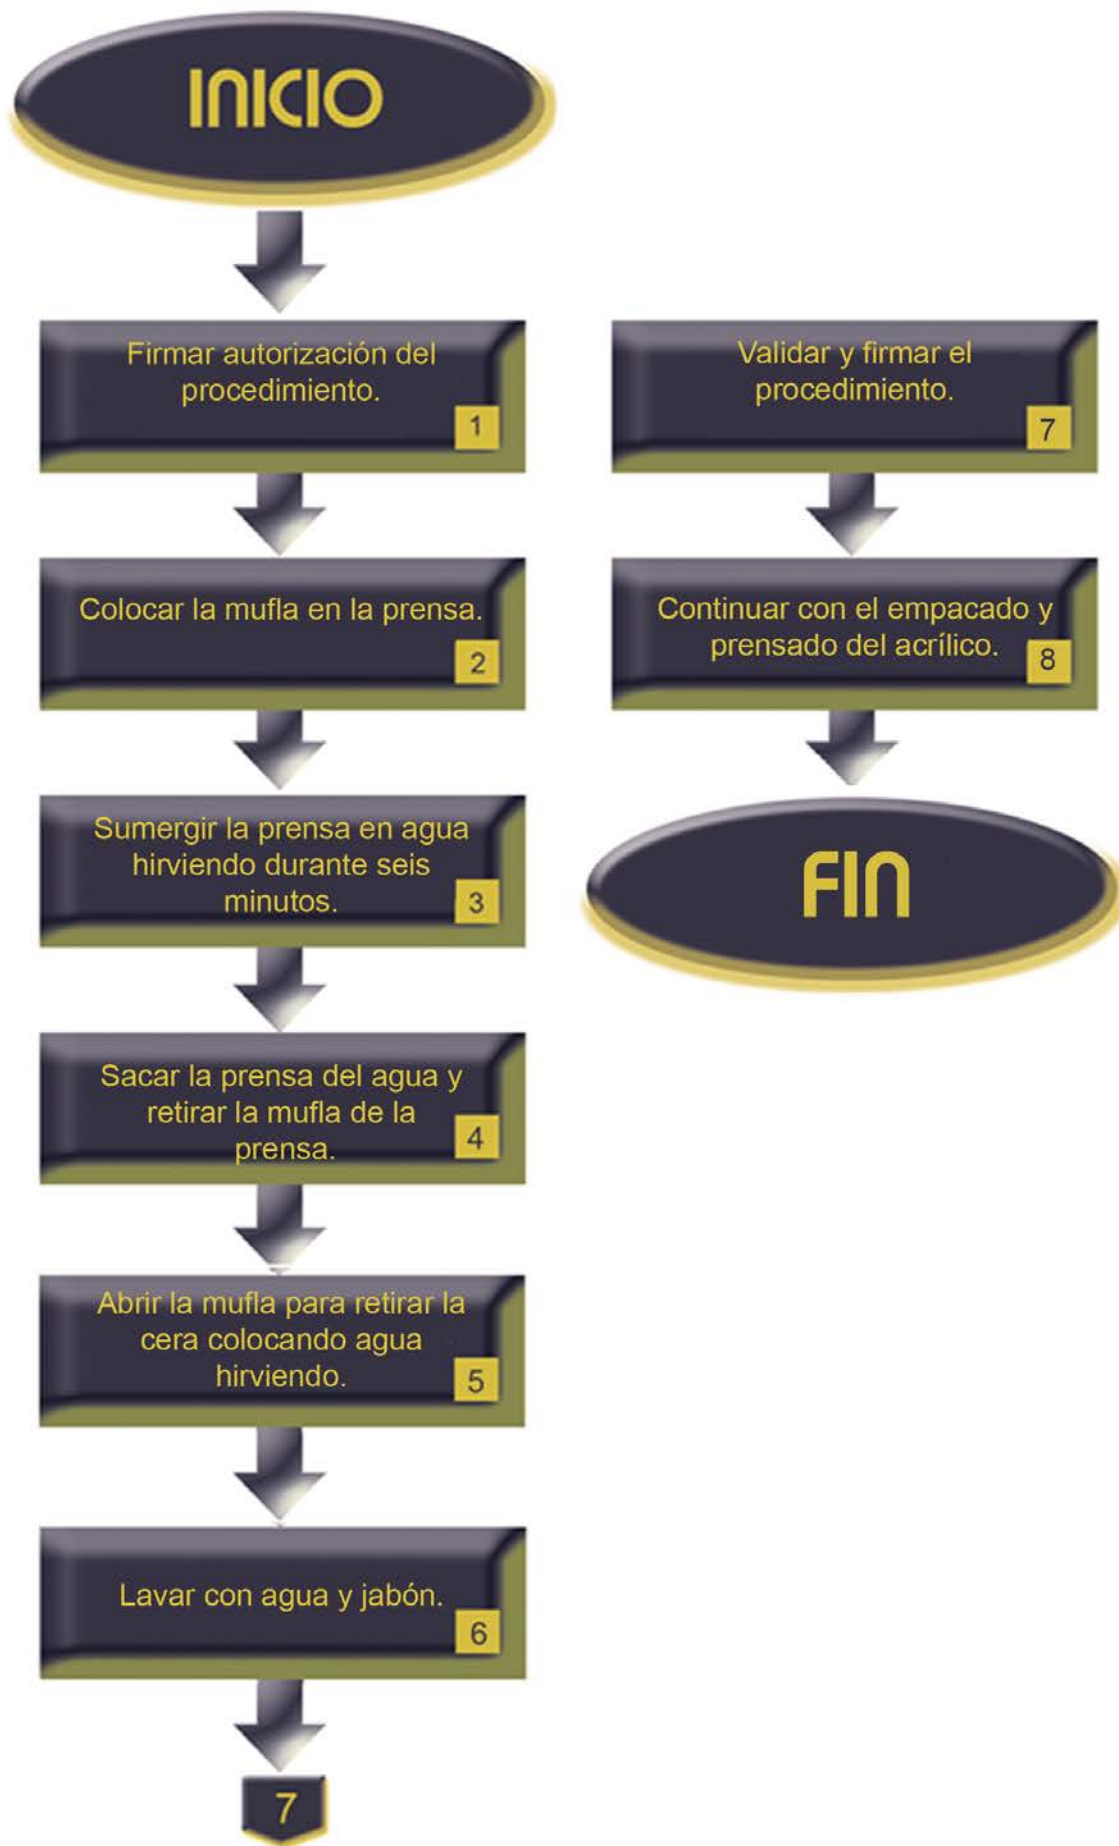 INICIO
Firmar autorización del
procedimiento.
1
Colocar la mufla en la prensa.
2
Sumergir la prensa en agua
hirviendo durante seis
minutos.
3
Sacar la prensa del agua y
retirar la mufla de la
prensa.
4
Abrir la mufla para retirar la
cera colocando agua
hirviendo.
5
Lavar con agua y jabón.
6
7
Validar y firmar el
procedimiento.
7
Continuar con el empacado y
prensado del acrílico.
8
FIN